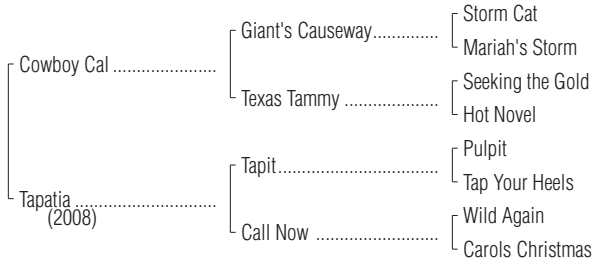 Storm Cat
Giant's Causeway..............
Mariah's Storm
Cowboy Cal ......................
Seeking the Gold
Texas Tammy ....................
Hot Novel
Pulpit
Tapit..................................
Tap Your Heels
Tapatia ..............................
(2008)
Wild Again
Call Now ..........................
Carols Christmas